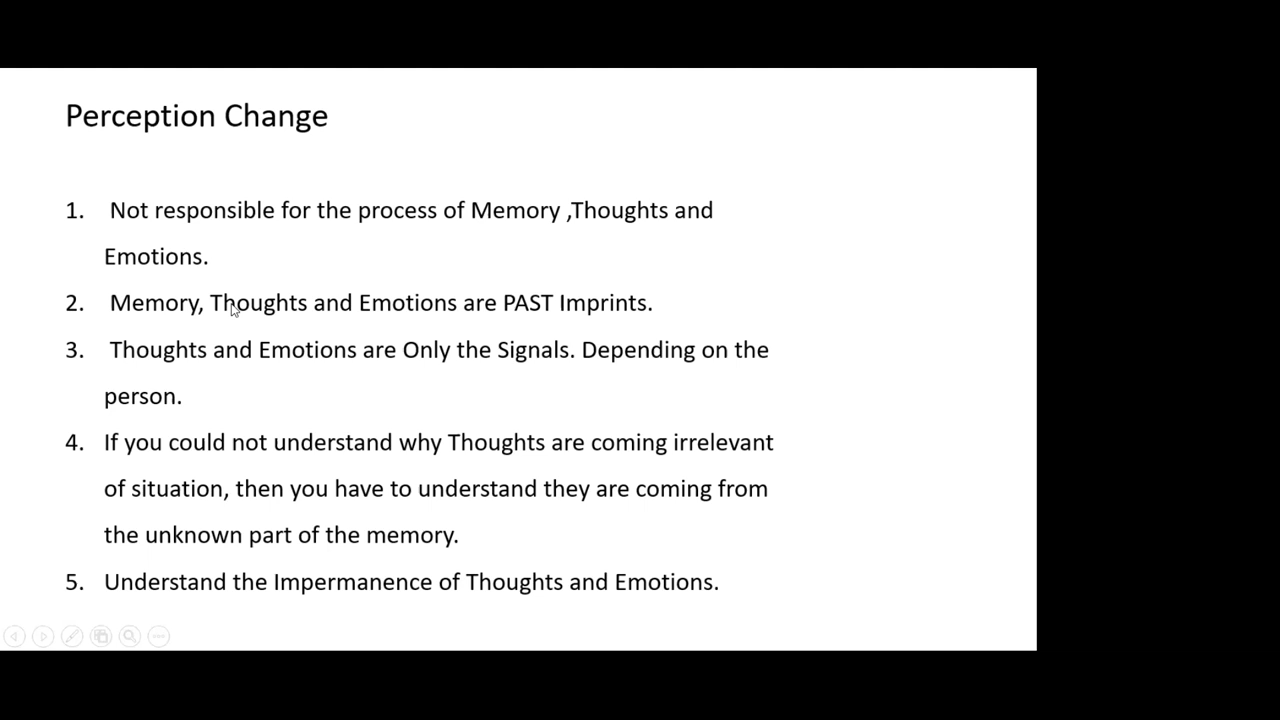 Perception Change
1. Not responsible for the process of Memory ,Thoughts and
Emotions.
2. Memory, Thoughts and Emotions are PAST Imprints.
3. Thoughts and Emotions are Only the Signals. Depending on the
person.
4. If you could not understand why Thoughts are coming irrelevant
of situation, then you have to understand they are coming from
the unknown part of the memory.
5. Understand the Impermanence of Thoughts and Emotions.